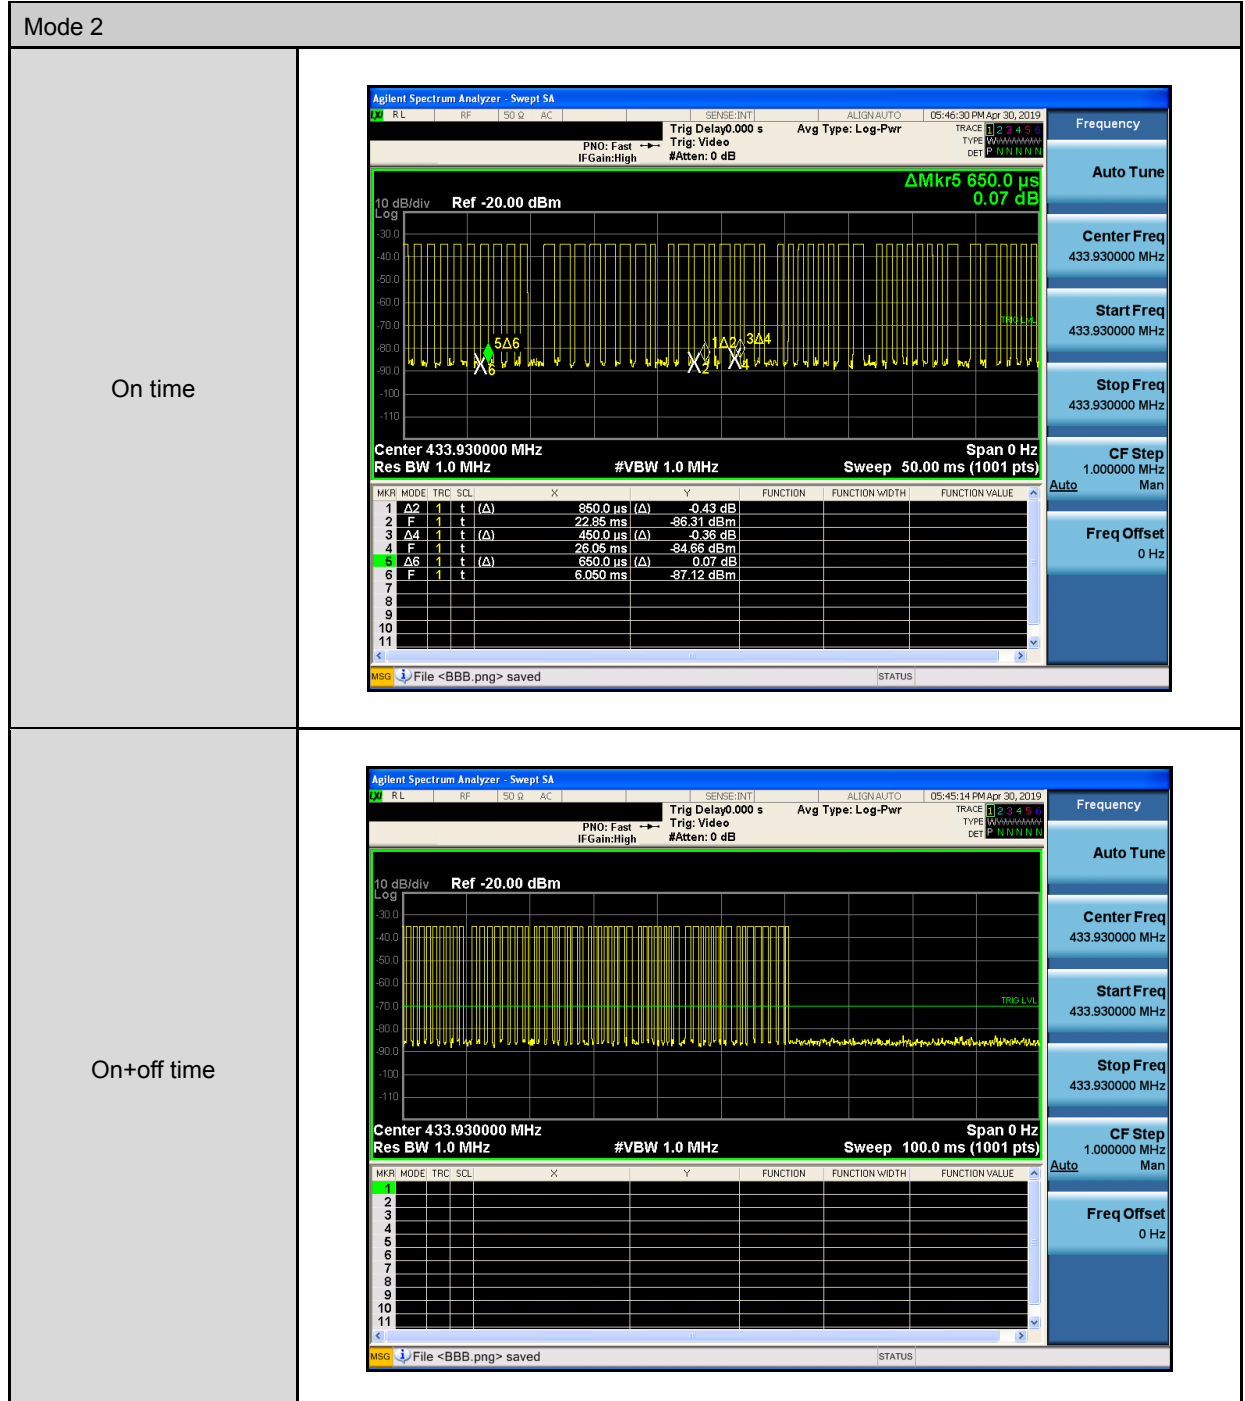 Mode 2
On time
Agilent Spectrum Analyzer - Swept SA
LXI RL RF 50 Ω AC SENSE:INT ALIGN AUTO 05:46:30 PM Apr 30, 2019
Trig Delay0.000 s Avg Type: Log-Pwr TRACE 1 2 3 4 5 6
PNO: Fast Trig: Video TYPE WWWWWW
IFGain:High #Atten: 0 dB DET P N N N N N
ΔMkr5 650.0 µs
0.07 dB
10 dB/div Ref -20.00 dBm
Log
-30.0
-40.0
-50.0
-60.0
-70.0
-80.0
-90.0
-100
-110
5Δ6 1Δ2 3Δ4
6 2 4
Center 433.930000 MHz Span 0 Hz
Res BW 1.0 MHz #VBW 1.0 MHz Sweep 50.00 ms (1001 pts)
MKR MODE TRC SCL X Y FUNCTION FUNCTION WIDTH FUNCTION VALUE
1 Δ2 1 t (Δ) 850.0 µs (Δ) -0.43 dB
2 F 1 t 22.85 ms -86.31 dBm
3 Δ4 1 t (Δ) 450.0 µs (Δ) -0.36 dB
4 F 1 t 26.05 ms -84.66 dBm
5 Δ6 1 t (Δ) 650.0 µs (Δ) 0.07 dB
6 F 1 t 6.050 ms -87.12 dBm
7
8
9
10
11
MSG File <BBB.png> saved STATUS
Frequency
Auto Tune
Center Freq
433.930000 MHz
Start Freq
433.930000 MHz
Stop Freq
433.930000 MHz
CF Step
1.000000 MHz
Auto Man
Freq Offset
0 Hz
On+off time
Agilent Spectrum Analyzer - Swept SA
LXI RL RF 50 Ω AC SENSE:INT ALIGN AUTO 05:45:14 PM Apr 30, 2019
Trig Delay0.000 s Avg Type: Log-Pwr TRACE 1 2 3 4 5 6
PNO: Fast Trig: Video TYPE WWWWWW
IFGain:High #Atten: 0 dB DET P N N N N N
10 dB/div Ref -20.00 dBm
Log
-30.0
-40.0
-50.0
-60.0
-70.0
-80.0
-90.0
-100
-110
TRIG LVL
Center 433.930000 MHz Span 0 Hz
Res BW 1.0 MHz #VBW 1.0 MHz Sweep 100.0 ms (1001 pts)
MKR MODE TRC SCL X Y FUNCTION FUNCTION WIDTH FUNCTION VALUE
1
2
3
4
5
6
7
8
9
10
11
MSG File <BBB.png> saved STATUS
Frequency
Auto Tune
Center Freq
433.930000 MHz
Start Freq
433.930000 MHz
Stop Freq
433.930000 MHz
CF Step
1.000000 MHz
Auto Man
Freq Offset
0 Hz